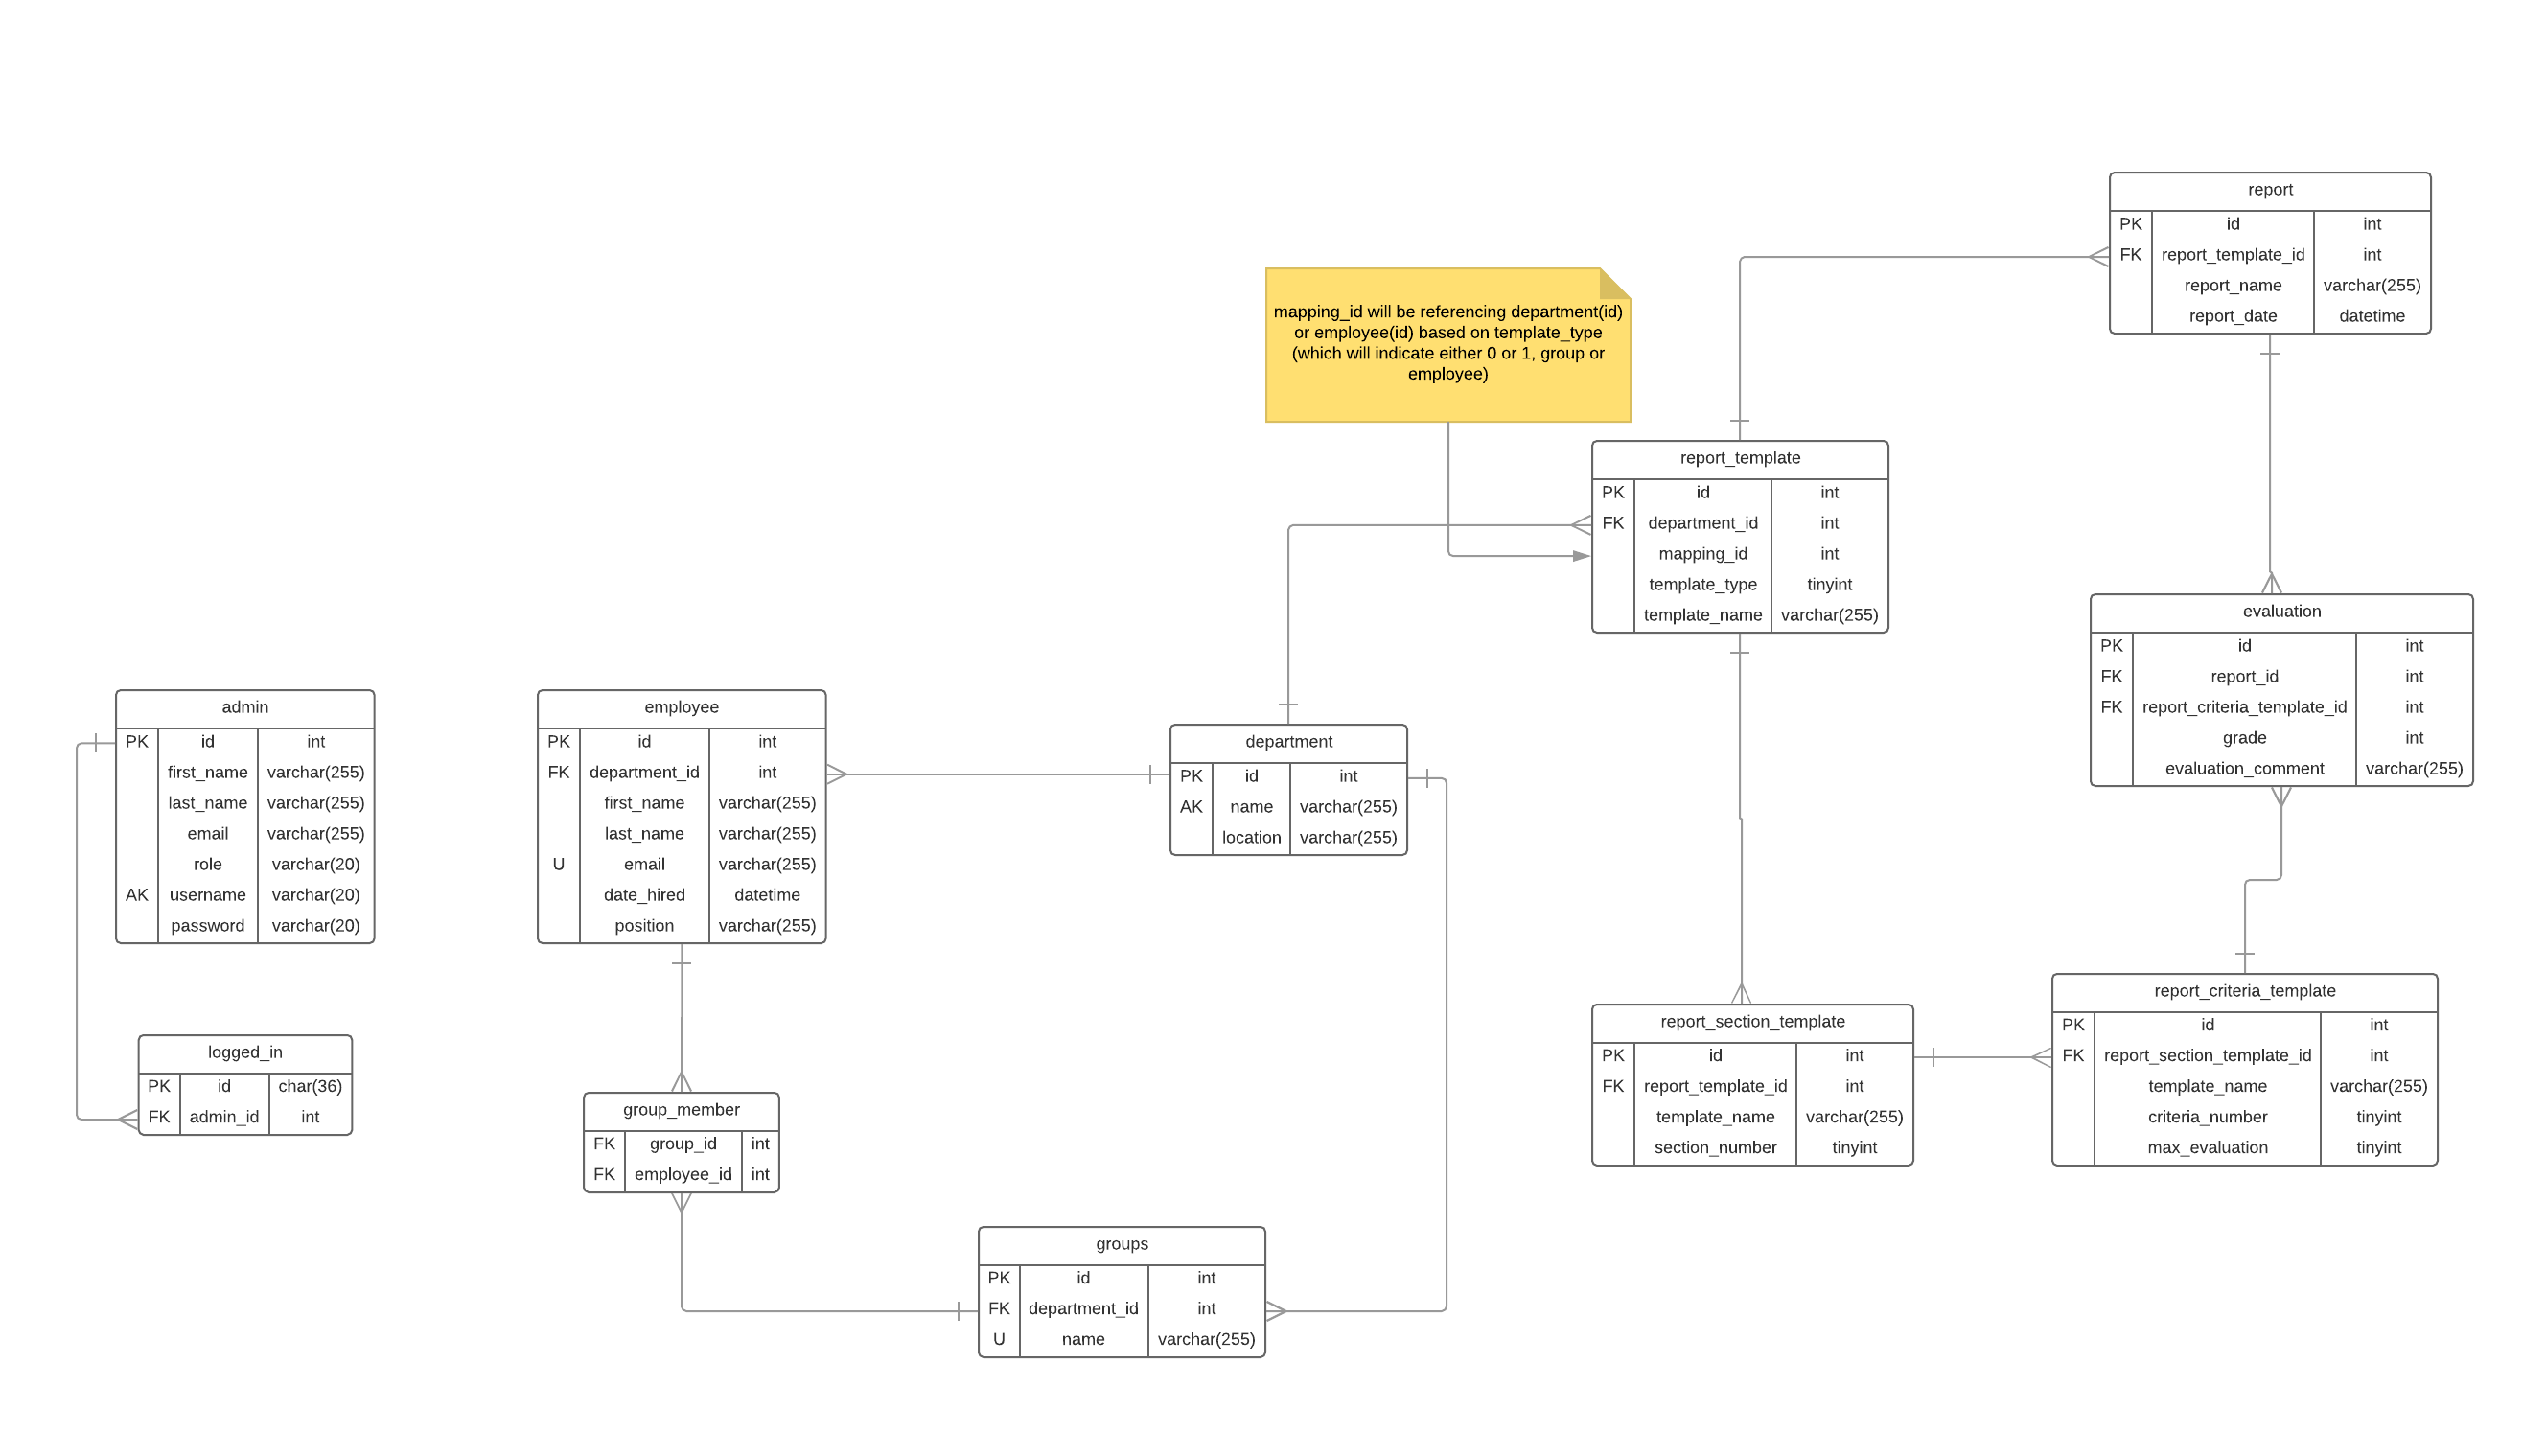 report
PK id int
FK report_template_id int
report_name varchar(255)
report_date datetime
mapping_id will be referencing department(id)
or employee(id) based on template_type
(which will indicate either 0 or 1, group or
employee)
report_template
PK id int
FK department_id int
mapping_id int
template_type tinyint
template_name varchar(255)
evaluation
PK id int
FK report_id int
FK report_criteria_template_id int
grade int
evaluation_comment varchar(255)
admin
PK id int
first_name varchar(255)
last_name varchar(255)
email varchar(255)
role varchar(20)
AK username varchar(20)
password varchar(20)
employee
PK id int
FK department_id int
first_name varchar(255)
last_name varchar(255)
U email varchar(255)
date_hired datetime
position varchar(255)
department
PK id int
AK name varchar(255)
location varchar(255)
logged_in
PK id char(36)
FK admin_id int
group_member
FK group_id int
FK employee_id int
groups
PK id int
FK department_id int
U name varchar(255)
report_section_template
PK id int
FK report_template_id int
template_name varchar(255)
section_number tinyint
report_criteria_template
PK id int
FK report_section_template_id int
template_name varchar(255)
criteria_number tinyint
max_evaluation tinyint